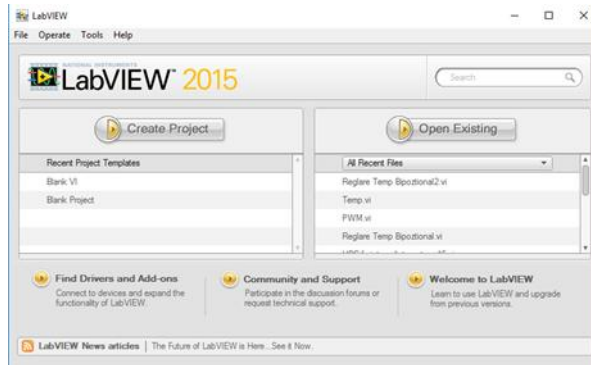 LabVIEW
File Operate Tools Help
NATIONAL INSTRUMENTS
LabVIEW™ 2015
Search
Create Project
Open Existing
Recent Project Templates
All Recent Files
Blank VI
Reglare Temp Bipozitional2.vi
Blank Project
Temp.vi
PWM.vi
Reglare Temp Bipozitional.vi
Find Drivers and Add-ons
Connect to devices and expand the
functionality of LabVIEW.
Community and Support
Participate in the discussion forums or
request technical support.
Welcome to LabVIEW
Learn to use LabVIEW and upgrade
from previous versions.
LabVIEW News articles | The Future of LabVIEW is Here...See it Now.